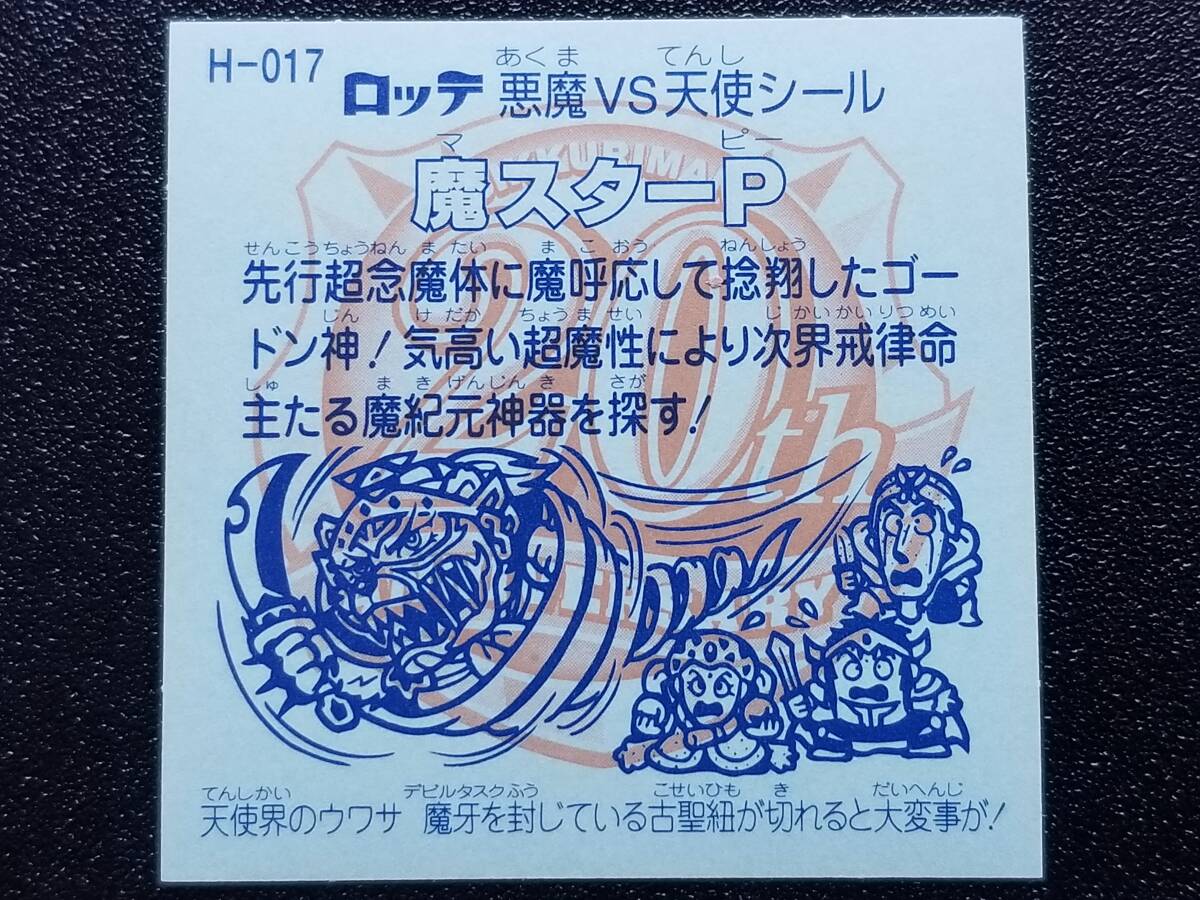 H-017
ロッテ 悪魔VS天使シール
あくま てんし
魔スターP
マ ピー
せんこうちょうねん ま たい ま こ おう ねんしょう
先行超念魔体に魔呼応して捻翔したゴー
じん け だか ちょう ま せい じ かいかいりつめい
ドン神!気高い超魔性により次界戒律命
しゅ ま き げんじん き さが
主たる魔紀元神器を探す!
20th
てんしかい デビルタスクふう こせいひも き だいへんじ
天使界のウワサ 魔牙を封じている古聖紐が切れると大変事が!